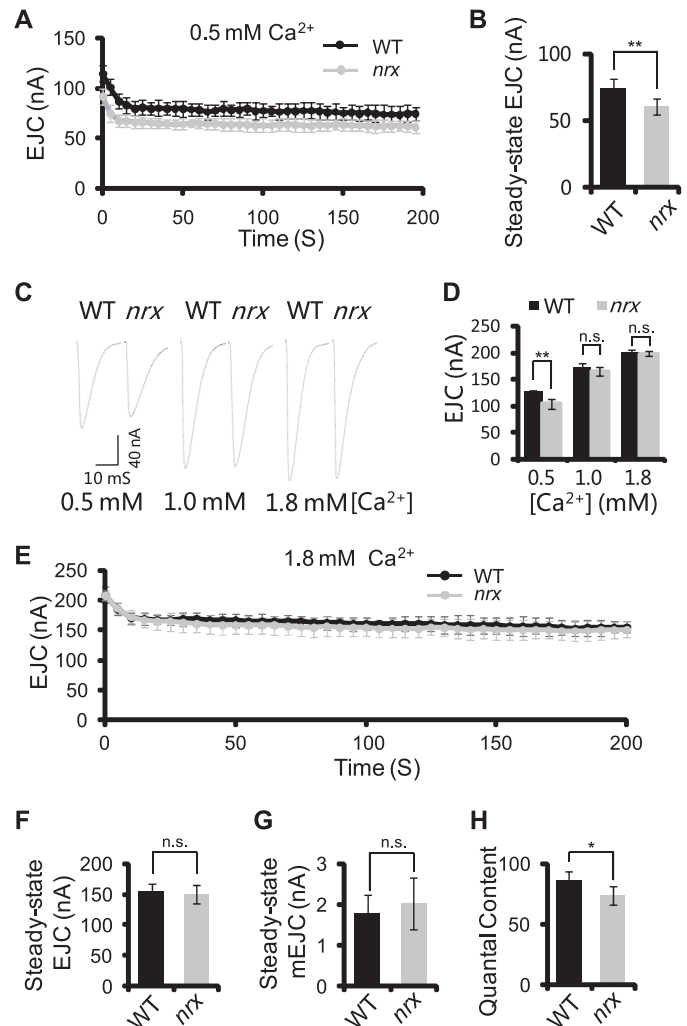 A
0.5 mM Ca²⁺
WT
nrx
EJC (nA)
150
100
50
0
0 50 100 150 200
Time (S)
B
Steady-state EJC (nA)
100
50
0
**
WT nrx
C
WT nrx WT nrx WT nrx
40 nA
10 mS
0.5 mM 1.0 mM 1.8 mM [Ca²⁺]
D
WT nrx
EJC (nA)
250
200
150
100
50
0
**
n.s.
n.s.
0.5 1.0 1.8
[Ca²⁺] (mM)
E
1.8 mM Ca²⁺
WT
nrx
EJC (nA)
250
200
150
100
50
0
0 50 100 150 200
Time (S)
F
Steady-state
EJC (nA)
200
150
100
50
0
n.s.
WT nrx
G
Steady-state
mEJC (nA)
3
2
1
0
n.s.
WT nrx
H
Quantal Content
100
50
0
*
WT nrx